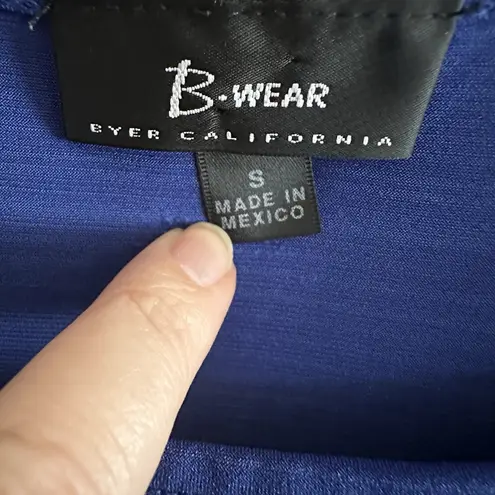 B.WEAR
BYER CALIFORNIA
S
MADE IN
MEXICO